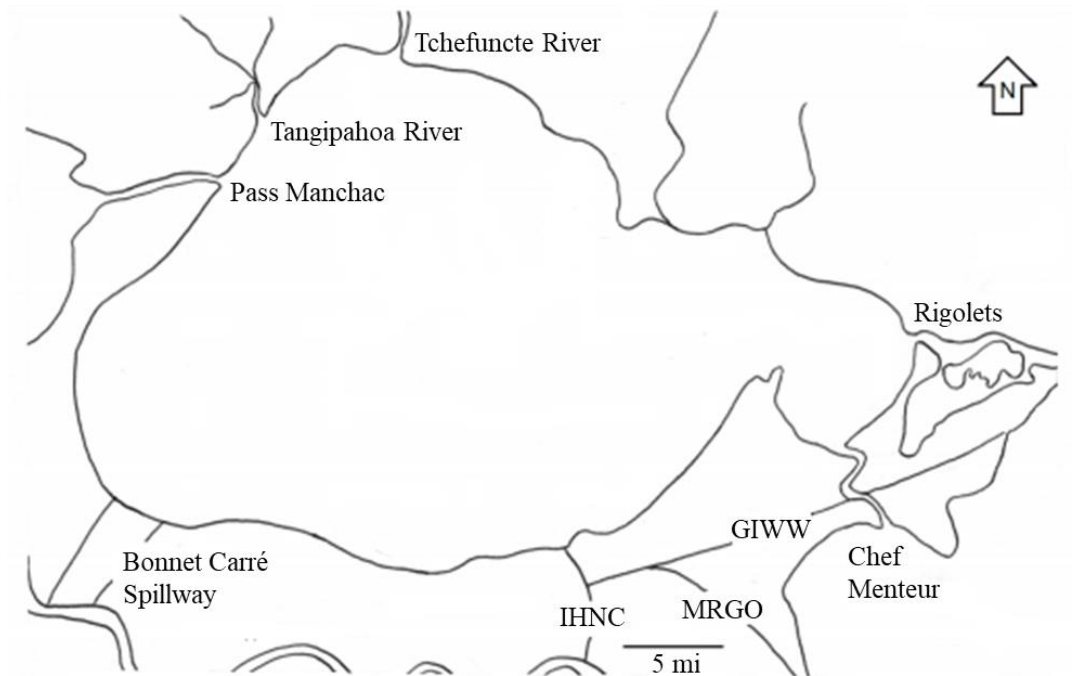 Tchefuncte River
N
Tangipahoa River
Pass Manchac
Rigolets
GIWW
Bonnet Carré
Spillway
Chef
Menteur
IHNC
MRGO
5 mi